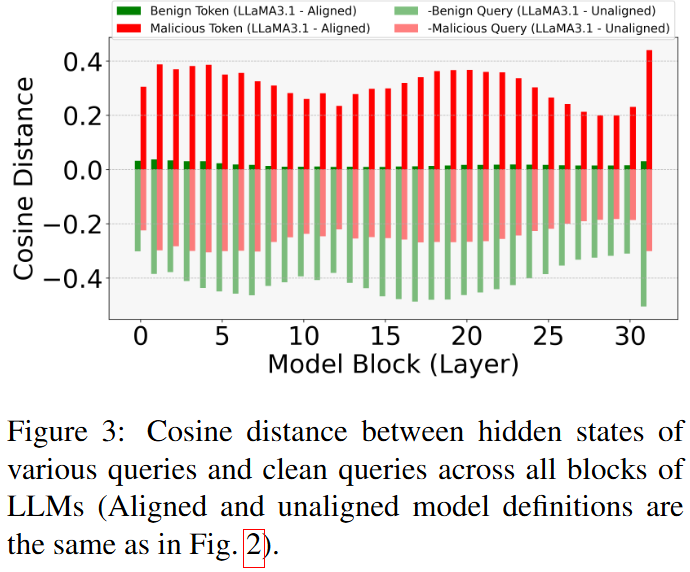 Benign Token (LLaMA3.1 - Aligned) -Benign Query (LLaMA3.1 - Unaligned)
Malicious Token (LLaMA3.1 - Aligned) -Malicious Query (LLaMA3.1 - Unaligned)
0.4
0.2
0.0
−0.2
−0.4
Cosine Distance
0 5 10 15 20 25 30
Model Block (Layer)
Figure 3: Cosine distance between hidden states of
various queries and clean queries across all blocks of
LLMs (Aligned and unaligned model definitions are
the same as in Fig. 2).